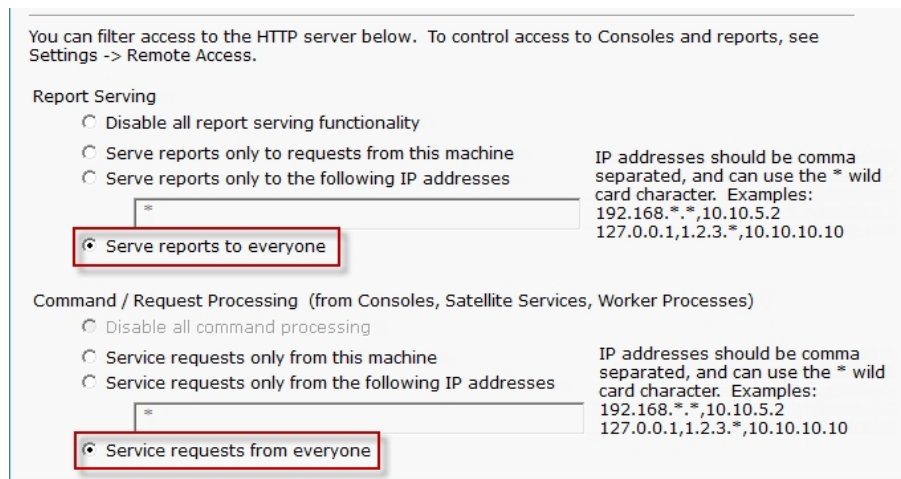 You can filter access to the HTTP server below.  To control access to Consoles and reports, see
Settings -> Remote Access.
Report Serving
Disable all report serving functionality
Serve reports only to requests from this machine
Serve reports only to the following IP addresses
IP addresses should be comma
separated, and can use the * wild
card character.  Examples:
192.168.*.*,10.10.5.2
127.0.0.1,1.2.3.*,10.10.10.10
*
Serve reports to everyone
Command / Request Processing  (from Consoles, Satellite Services, Worker Processes)
Disable all command processing
Service requests only from this machine
Service requests only from the following IP addresses
IP addresses should be comma
separated, and can use the * wild
card character.  Examples:
192.168.*.*,10.10.5.2
127.0.0.1,1.2.3.*,10.10.10.10
*
Service requests from everyone